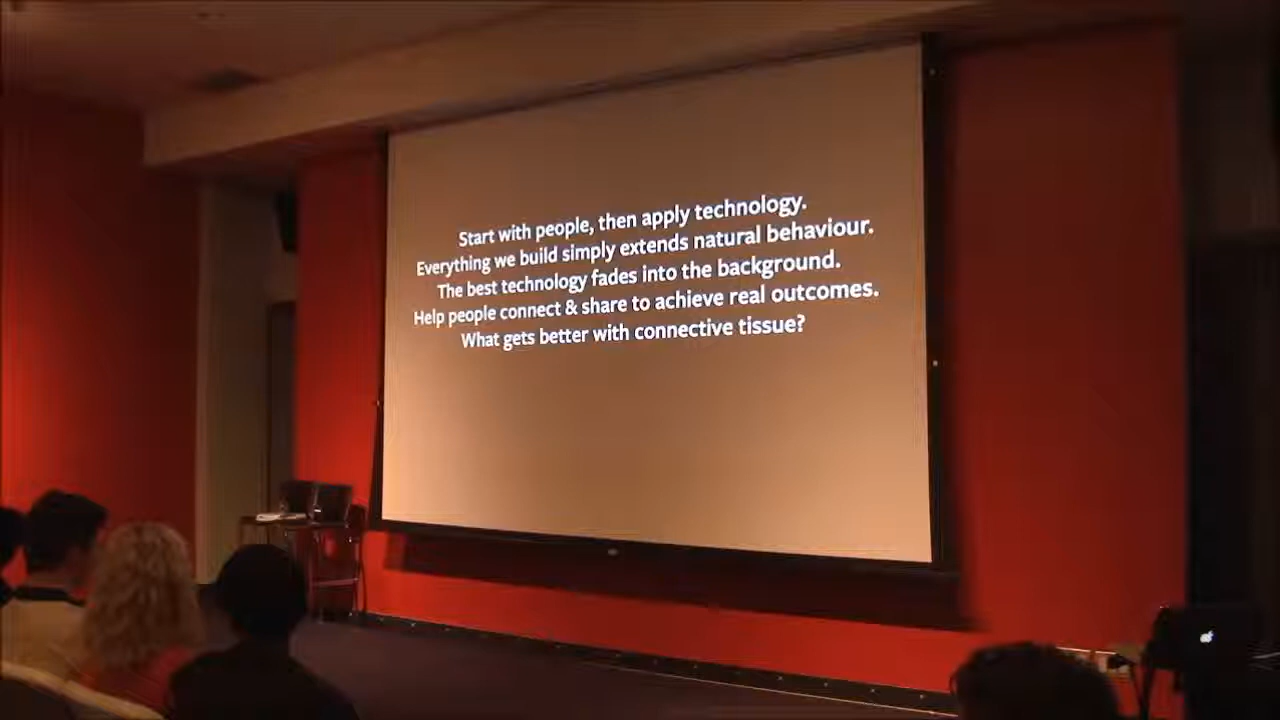 Start with people, then apply technology.
Everything we build simply extends natural behaviour.
The best technology fades into the background.
Help people connect & share to achieve real outcomes.
What gets better with connective tissue?